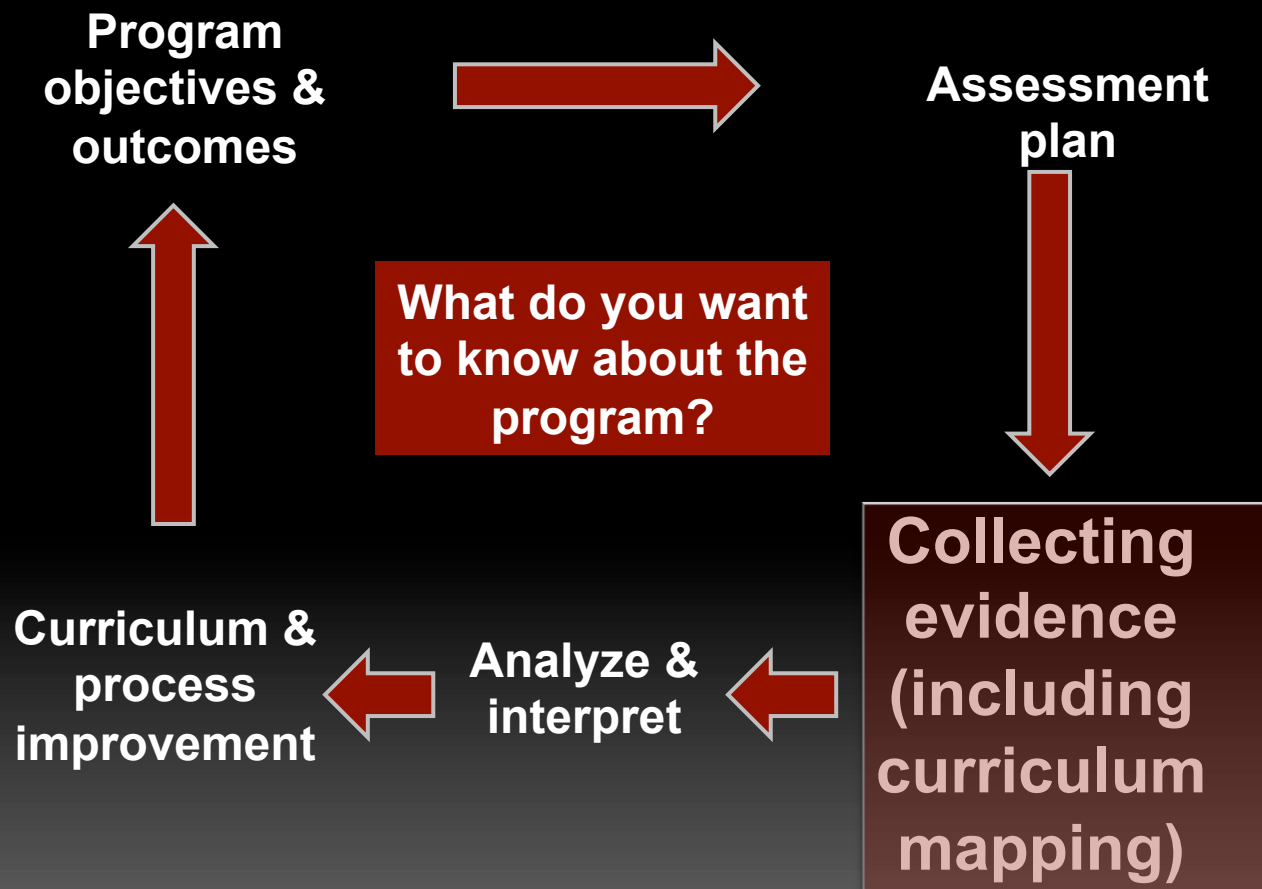 Program
objectives &
outcomes
Assessment
plan
What do you want
to know about the
program?
Collecting
evidence
(including
curriculum
mapping)
Analyze &
interpret
Curriculum &
process
improvement